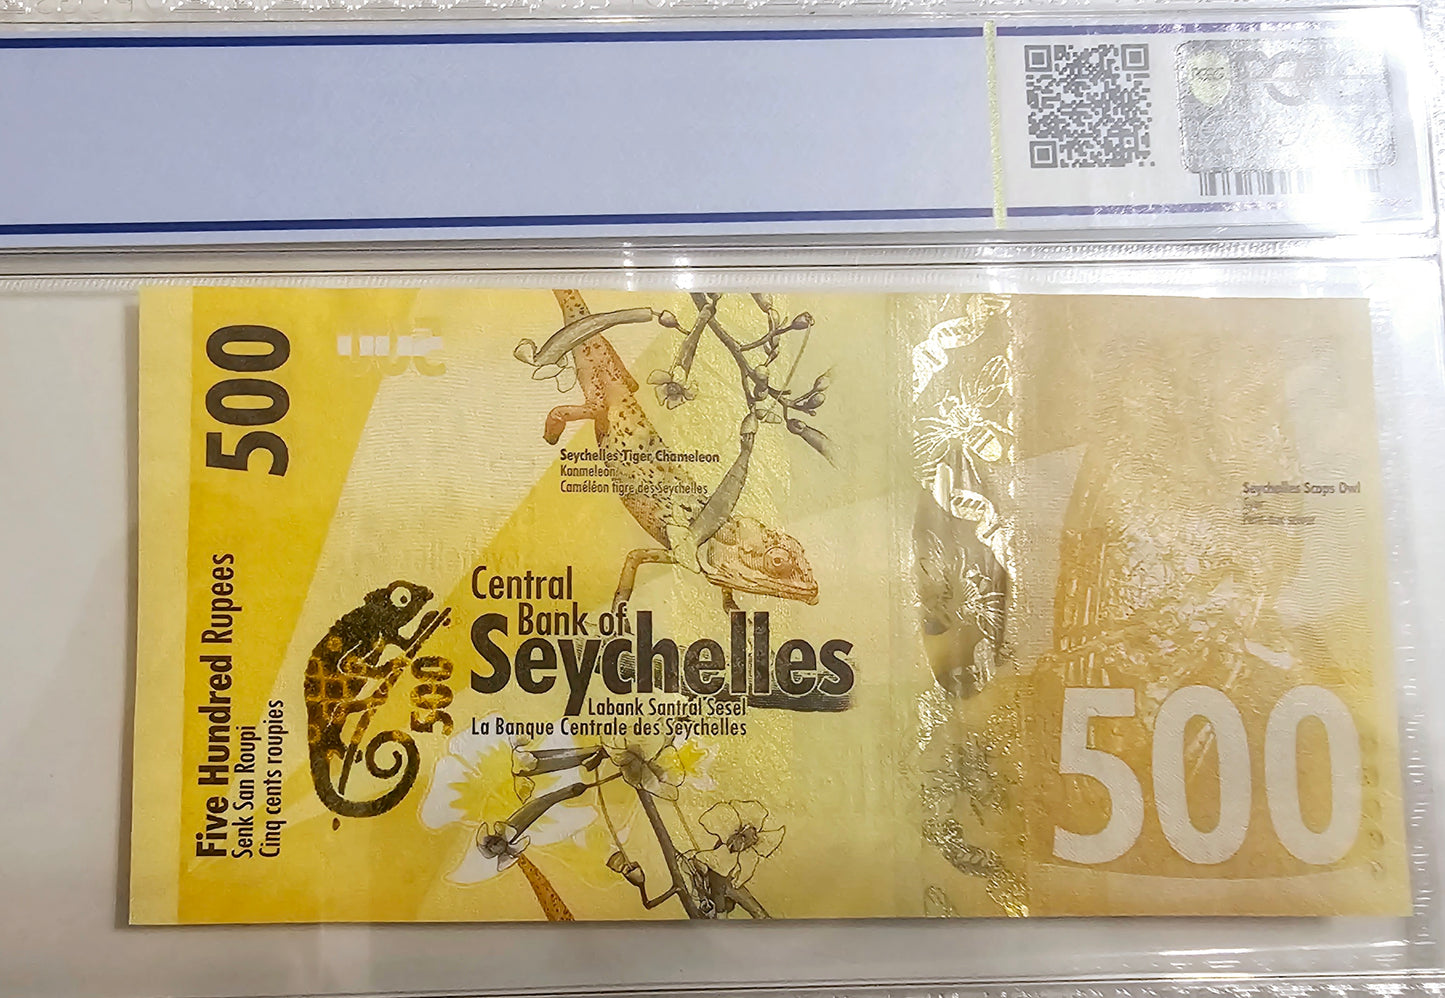 PCGS
500
Five Hundred Rupees
Senk San Roupi
Cinq cents roupies
500
Seychelles Tiger Chameleon
Kanmeleon
Caméléon tigre des Seychelles
Central
Bank of
Seychelles
Labank Santral Sesel
La Banque Centrale des Seychelles
Seychelles Scops Owl
500